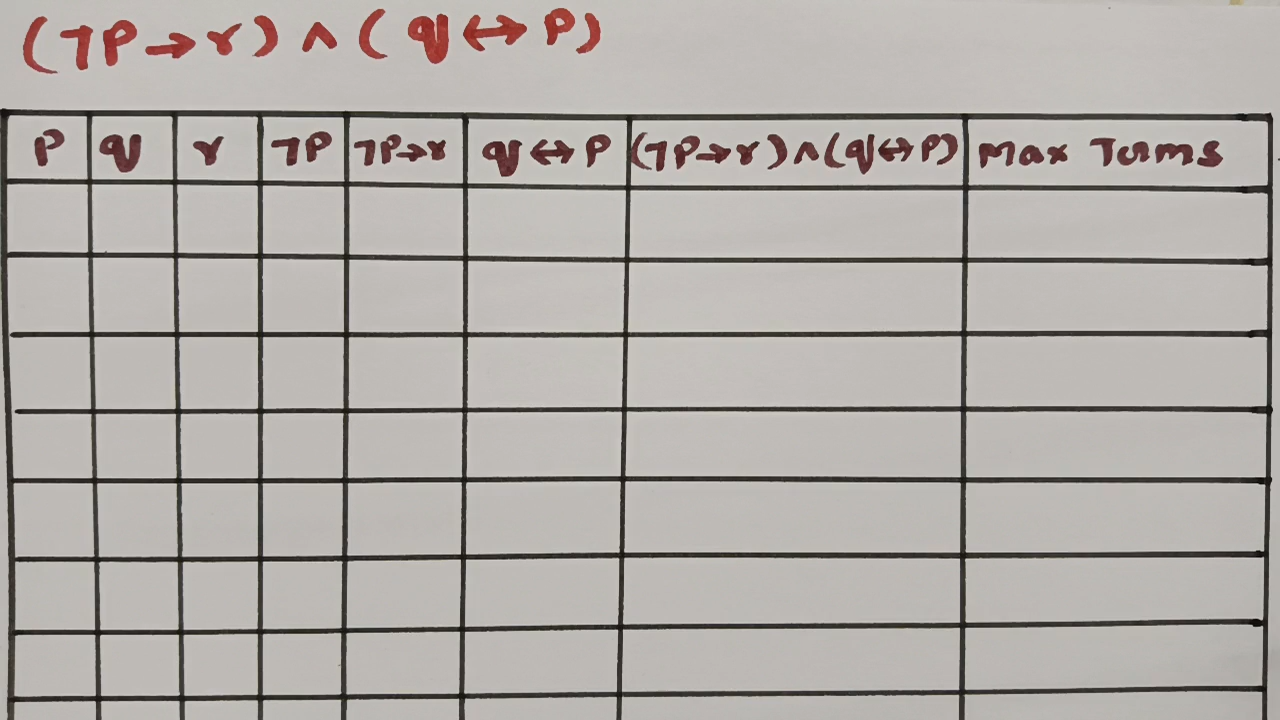 (¬P→r)∧(q↔P)
P q r ¬P ¬P→r q↔P (¬P→r)∧(q↔P) Max Terms